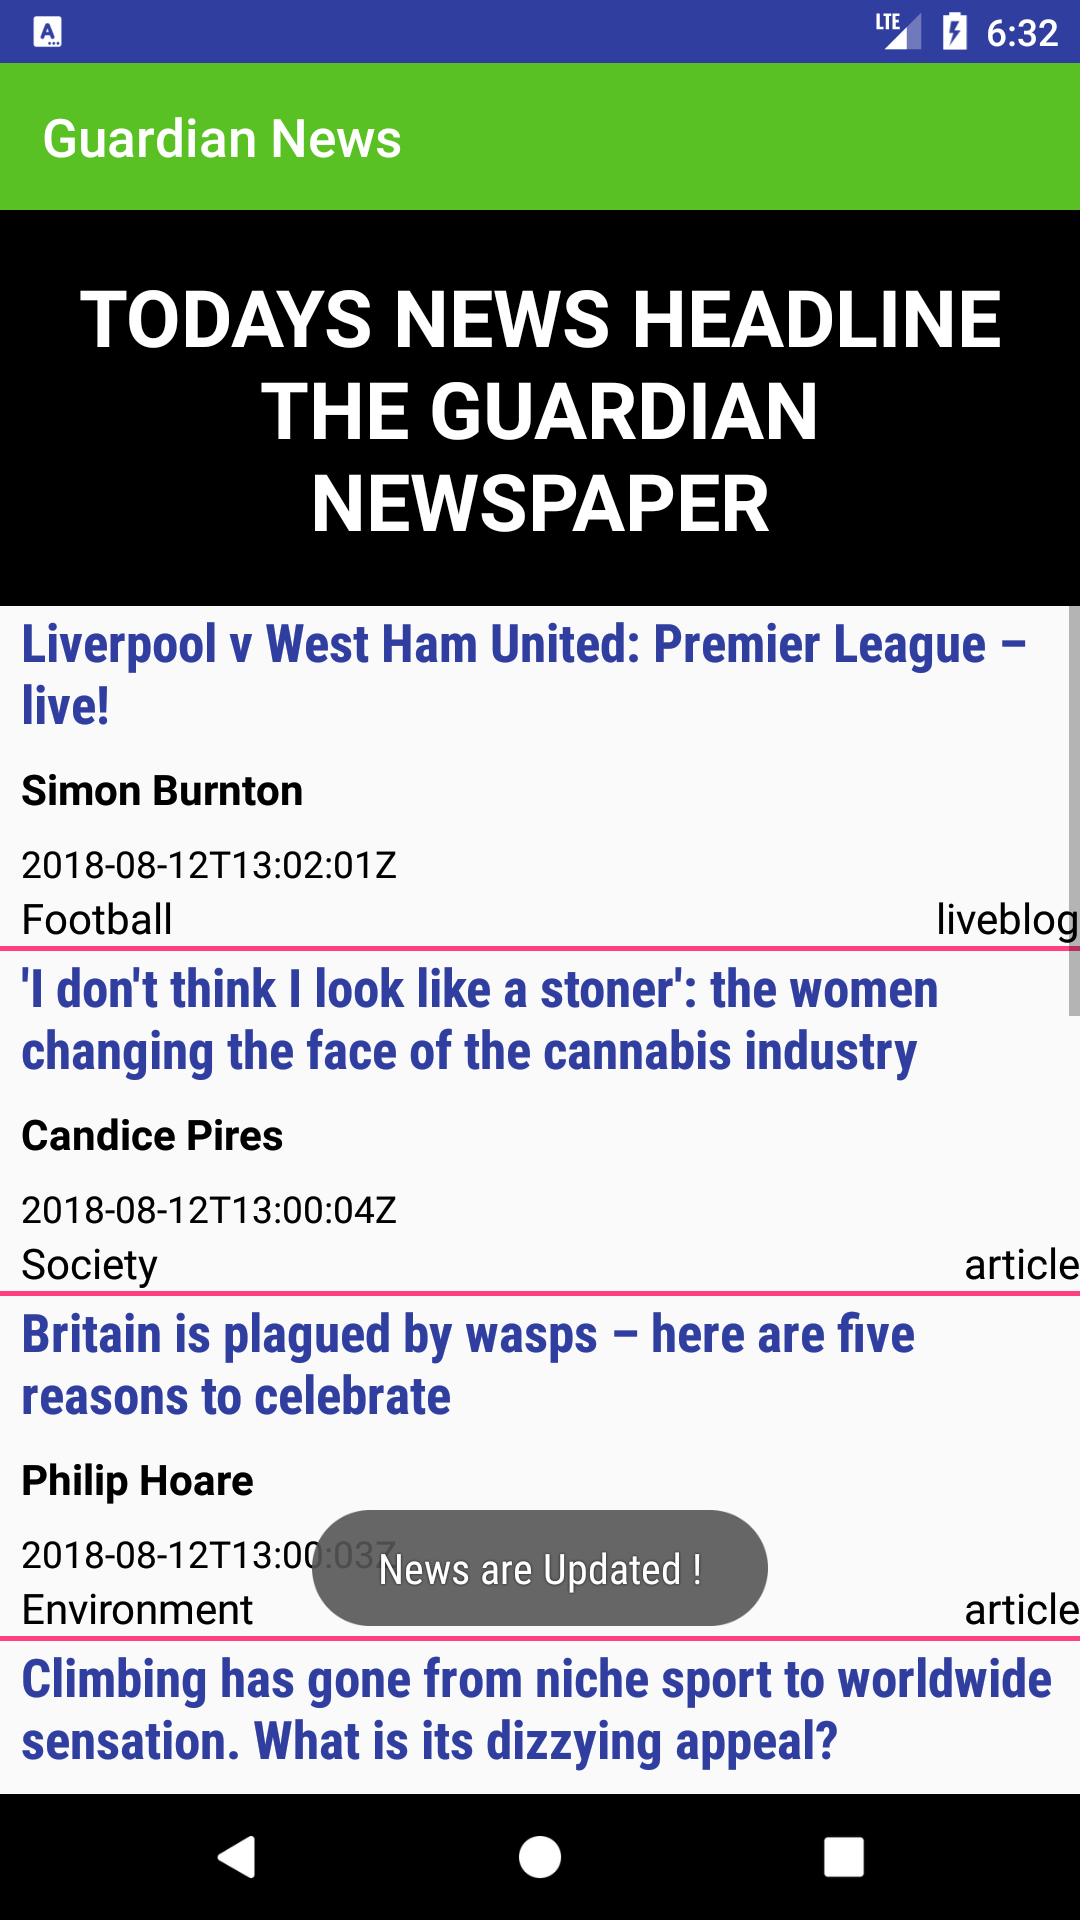 LTE 6:32
Guardian News
TODAYS NEWS HEADLINE
THE GUARDIAN
NEWSPAPER
Liverpool v West Ham United: Premier League –
live!
Simon Burnton
2018-08-12T13:02:01Z
Football liveblog
'I don't think I look like a stoner': the women
changing the face of the cannabis industry
Candice Pires
2018-08-12T13:00:04Z
Society article
Britain is plagued by wasps – here are five
reasons to celebrate
Philip Hoare
2018-08-12T13:00:03Z
News are Updated !
Environment article
Climbing has gone from niche sport to worldwide
sensation. What is its dizzying appeal?